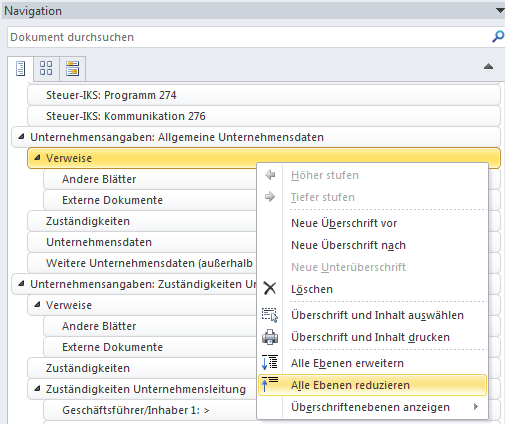 Navigation
Dokument durchsuchen
Steuer-IKS: Programm 274
Steuer-IKS: Kommunikation 276
Unternehmensangaben: Allgemeine Unternehmensdaten
Verweise
Andere Blätter
Externe Dokumente
Zuständigkeiten
Unternehmensdaten
Weitere Unternehmensdaten (außerhalb
Unternehmensangaben: Zuständigkeiten Un
Verweise
Andere Blätter
Externe Dokumente
Zuständigkeiten
Zuständigkeiten Unternehmensleitung
Geschäftsführer/Inhaber 1: >
Höher stufen
Tiefer stufen
Neue Überschrift vor
Neue Überschrift nach
Neue Unterüberschrift
Löschen
Überschrift und Inhalt auswählen
Überschrift und Inhalt drucken
Alle Ebenen erweitern
Alle Ebenen reduzieren
Überschriftenebenen anzeigen